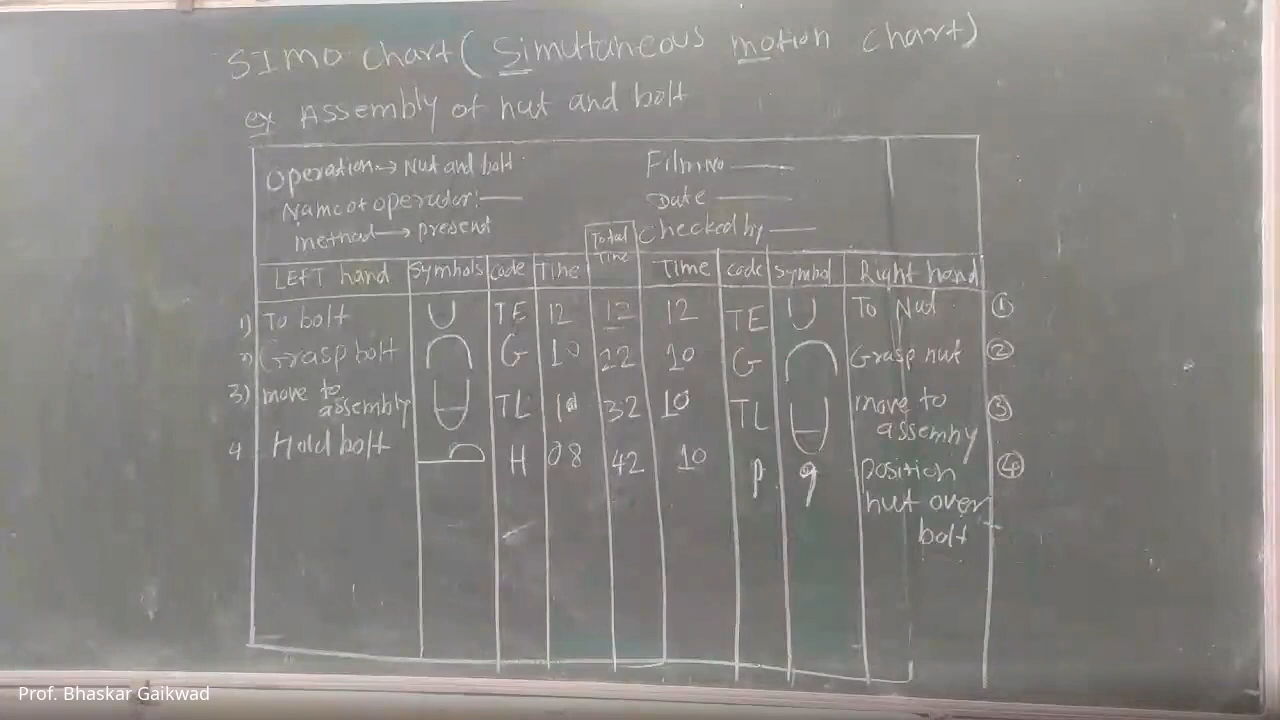 SIMO chart (Simultaneous motion chart)
ex Assembly of nut and bolt
Operation → Nut and bolt Film no —
Name of operator: — Date —
method → present Checked by —
LEFT hand Symbols code Time Total Time Time code symbol Right hand
1) To bolt TE 12 12 12 TE To Nut ①
2) Grasp bolt G 10 22 10 G Grasp nut ②
3) move to assembly TL 10 32 10 TL move to assemby ③
4 Hold bolt H 08 42 10 P position nut over bolt ④
Prof. Bhaskar Gaikwad